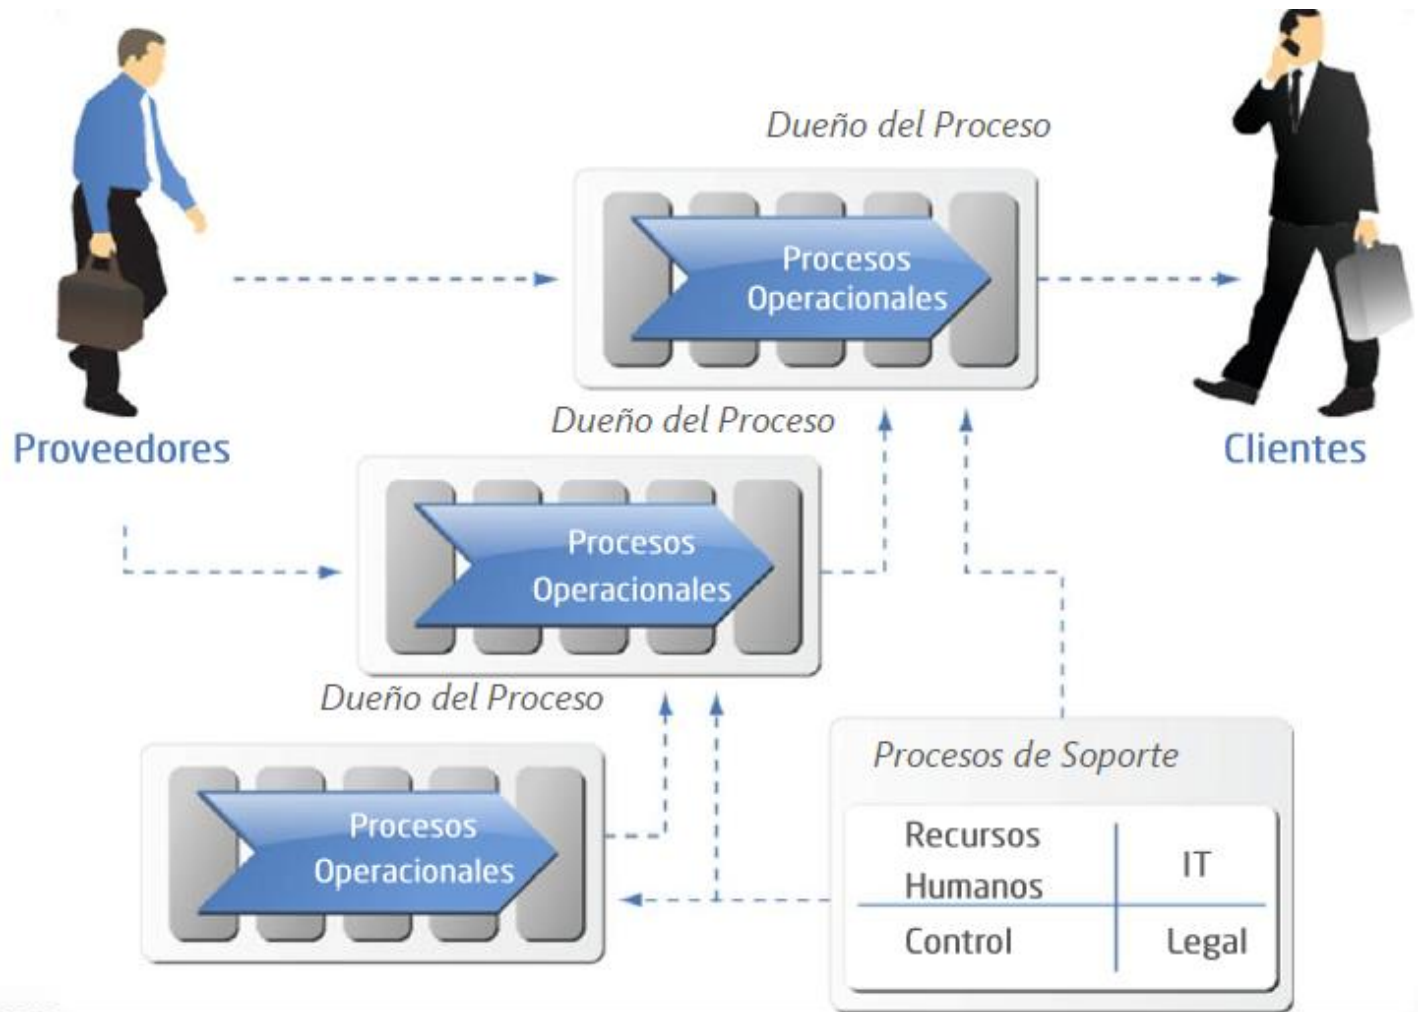 Dueño del Proceso
Procesos
Operacionales
Proveedores
Clientes
Dueño del Proceso
Procesos
Operacionales
Dueño del Proceso
Procesos
Operacionales
Procesos de Soporte
Recursos
Humanos
IT
Control
Legal